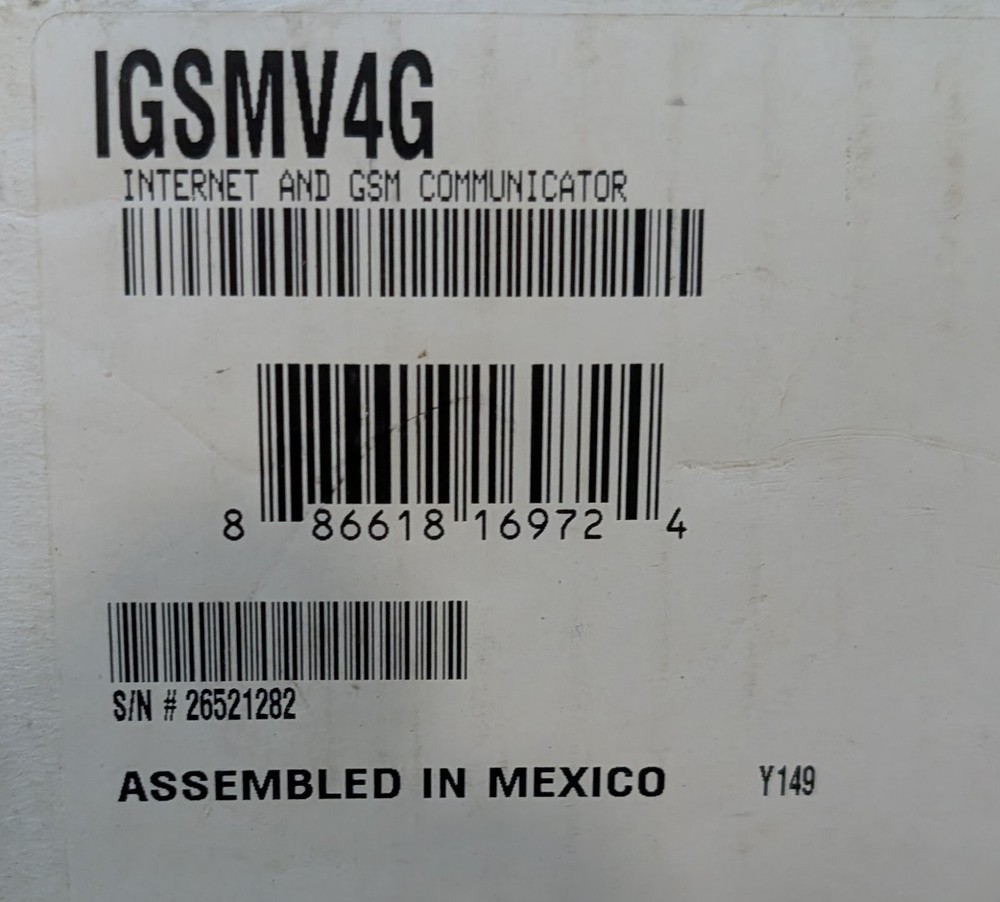 IGSMV4G
INTERNET AND GSM COMMUNICATOR
8 86618 16972 4
S/N # 26521282
ASSEMBLED IN MEXICO Y149